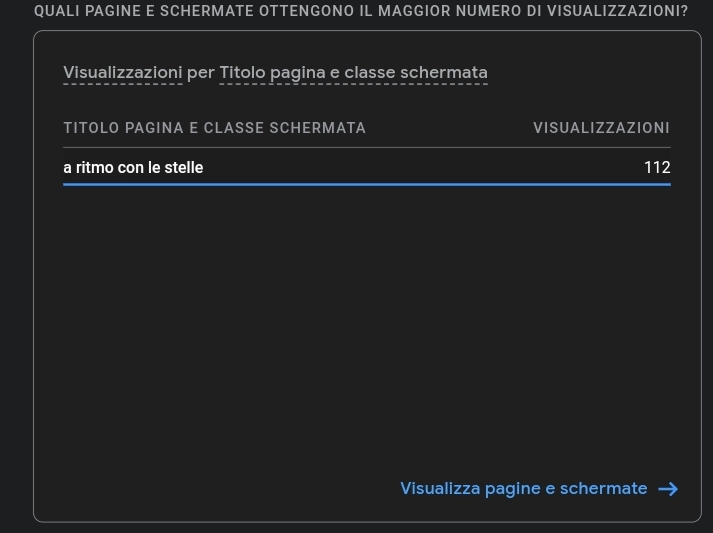 QUALI PAGINE E SCHERMATE OTTENGONO IL MAGGIOR NUMERO DI VISUALIZZAZIONI?
Visualizzazioni per Titolo pagina e classe schermata
TITOLO PAGINA E CLASSE SCHERMATA VISUALIZZAZIONI
a ritmo con le stelle 112
Visualizza pagine e schermate →